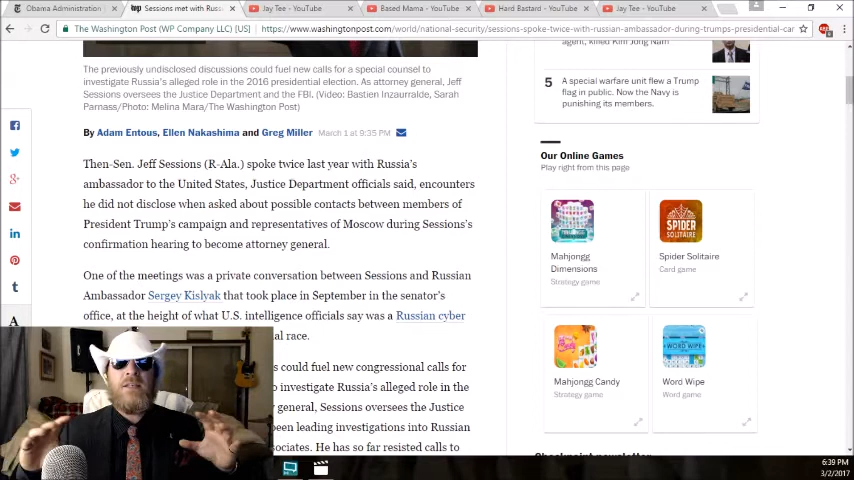 Obama Administration
Sessions met with Russi
Jay Tee - YouTube
Based Mama - YouTube
Hard Bastard - YouTube
Jay Tee - YouTube
The Washington Post (WP Company LLC) [US]
https://www.washingtonpost.com/world/national-security/sessions-spoke-twice-with-russian-ambassador-during-trumps-presidential-car
The previously undisclosed discussions could fuel new calls for a special counsel to
investigate Russia's alleged role in the 2016 presidential election. As attorney general, Jeff
Sessions oversees the Justice Department and the FBI. (Video: Bastien Inzaurralde, Sarah
Parnass/Photo: Melina Mara/The Washington Post)
By Adam Entous, Ellen Nakashima and Greg Miller March 1 at 9:35 PM
Then-Sen. Jeff Sessions (R-Ala.) spoke twice last year with Russia's
ambassador to the United States, Justice Department officials said, encounters
he did not disclose when asked about possible contacts between members of
President Trump's campaign and representatives of Moscow during Sessions's
confirmation hearing to become attorney general.
One of the meetings was a private conversation between Sessions and Russian
Ambassador Sergey Kislyak that took place in September in the senator's
office, at the height of what U.S. intelligence officials say was a Russian cyber
al race.
s could fuel new congressional calls for
o investigate Russia's alleged role in the
general, Sessions oversees the Justice
been leading investigations into Russian
sociates. He has so far resisted calls to
A
agent, killed Kim Jong Nam
5 A special warfare unit flew a Trump
flag in public. Now the Navy is
punishing its members.
Our Online Games
Play right from this page
Mahjongg
Dimensions
Strategy game
Spider Solitaire
Card game
SPIDER
SOLITAIRE
Mahjongg Candy
Strategy game
Word Wipe
Word game
WORD WIPE
Checkpoint newsletter
6:39 PM
3/2/2017